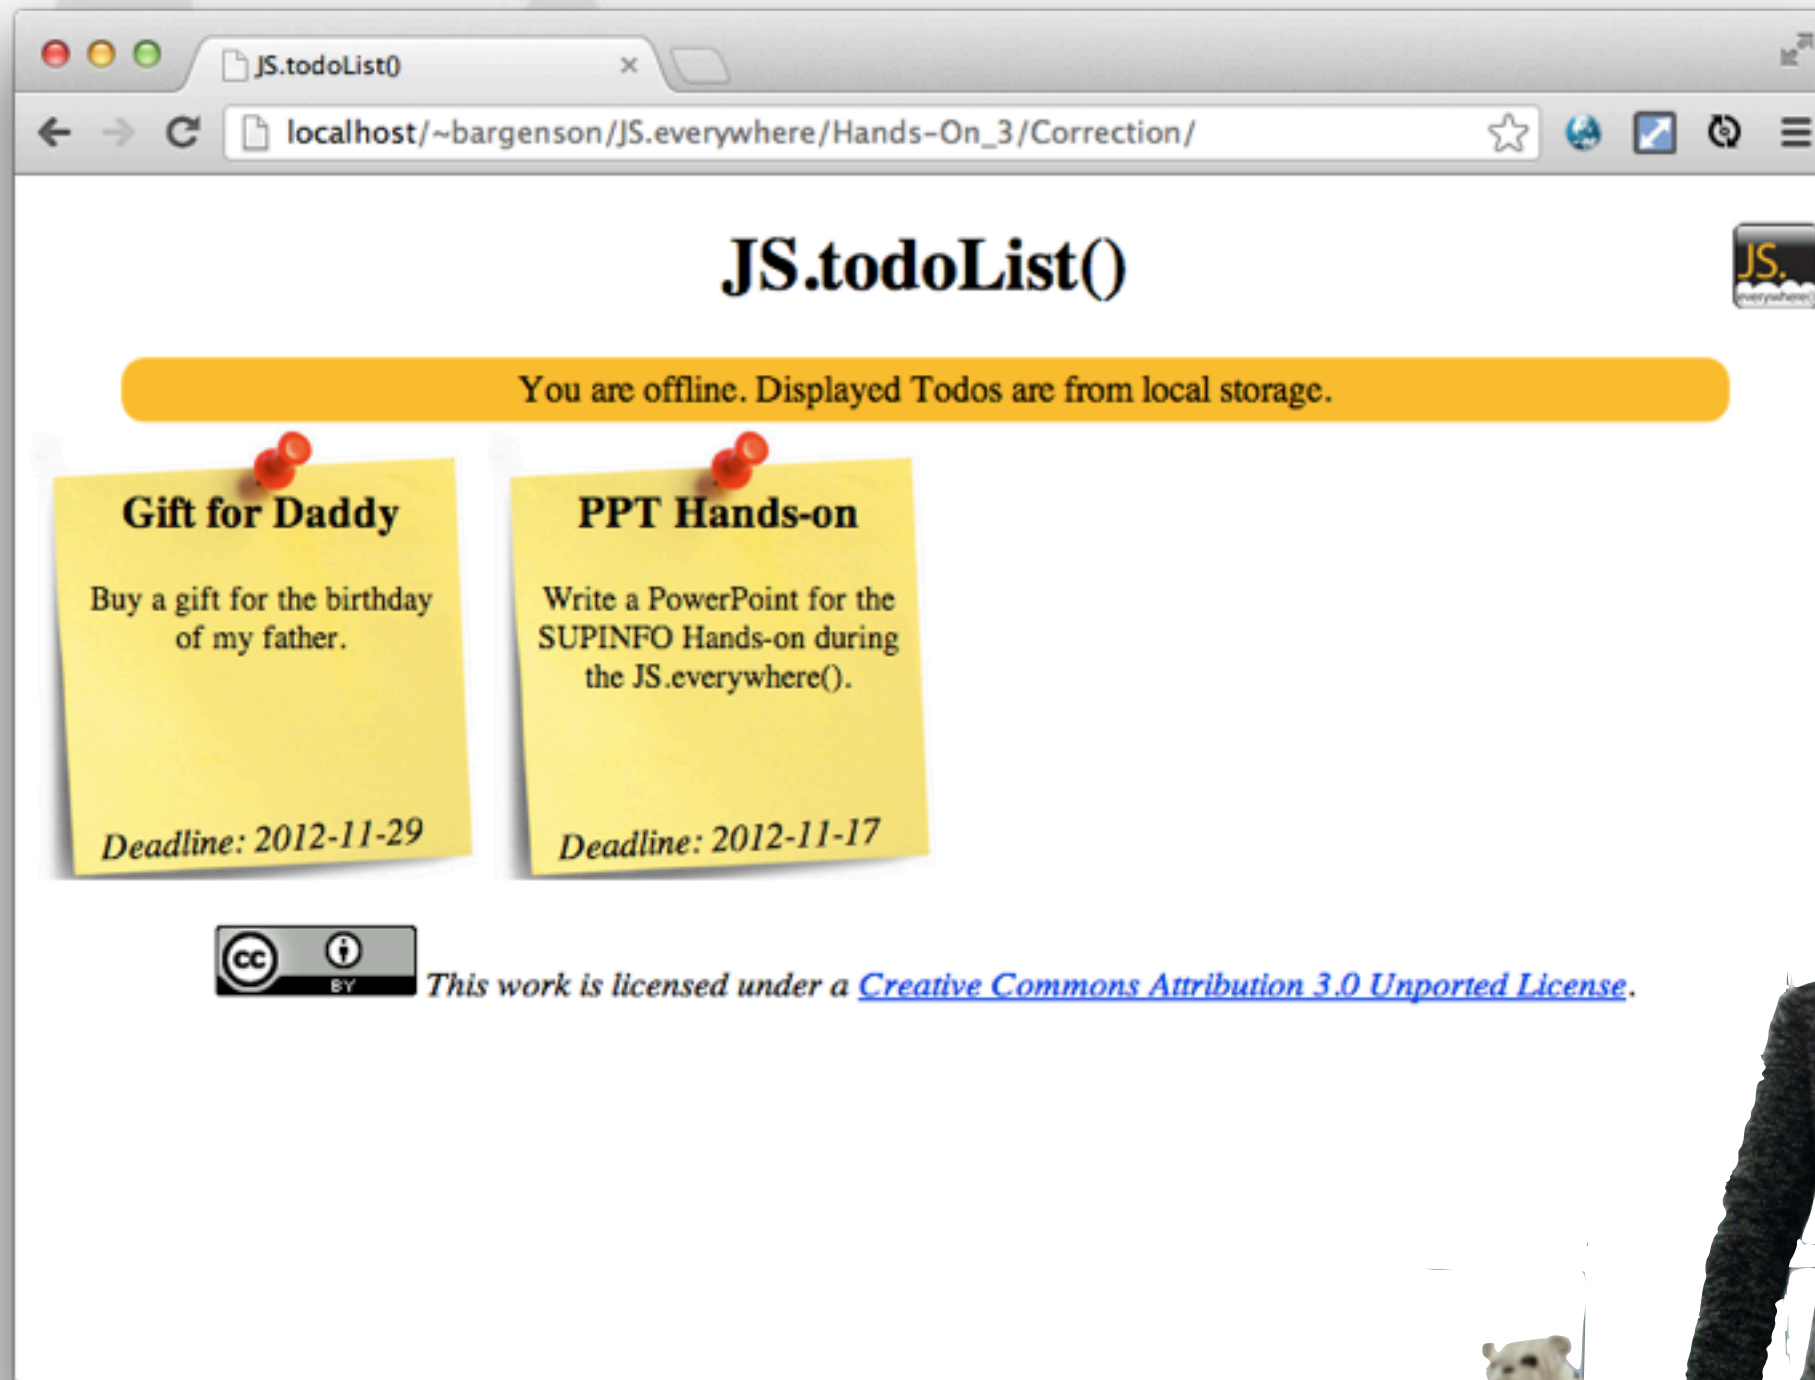 JS.todoList()
localhost/~bargenson/JS.everywhere/Hands-On_3/Correction/
JS.todoList()
JS.
everywhere()
You are offline. Displayed Todos are from local storage.
Gift for Daddy
Buy a gift for the birthday
of my father.
Deadline: 2012-11-29
PPT Hands-on
Write a PowerPoint for the
SUPINFO Hands-on during
the JS.everywhere().
Deadline: 2012-11-17
cc
BY
This work is licensed under a Creative Commons Attribution 3.0 Unported License.